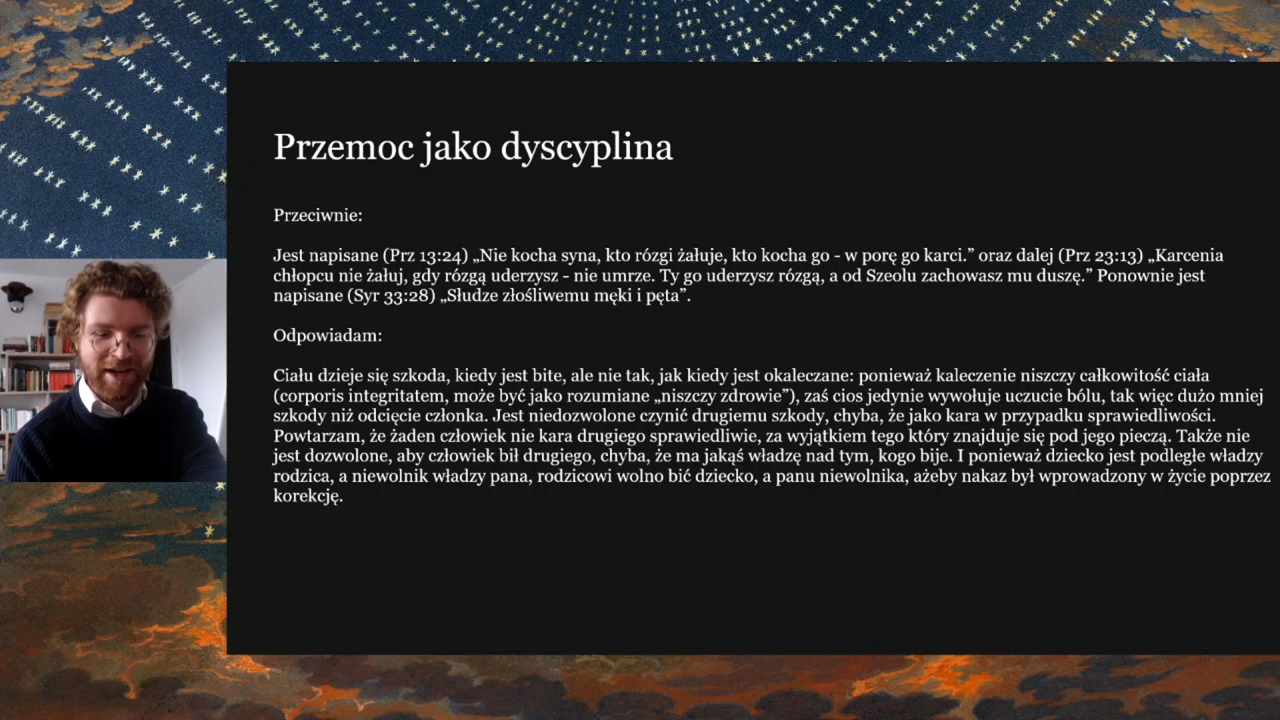 Przemoc jako dyscyplina
Przeciwnie:
Jest napisane (Prz 13:24) „Nie kocha syna, kto rózgi żałuje, kto kocha go - w porę go karci.” oraz dalej (Prz 23:13) „Karcenia
chłopcu nie żałuj, gdy rózgą uderzysz - nie umrze. Ty go uderzysz rózgą, a od Szeolu zachowasz mu duszę.” Ponownie jest
napisane (Syr 33:28) „Słudze złośliwemu męki i pęta”.
Odpowiadam:
Ciału dzieje się szkoda, kiedy jest bite, ale nie tak, jak kiedy jest okaleczane: ponieważ kaleczenie niszczy całkowitość ciała
(corporis integritatem, może być jako rozumiane „niszczy zdrowie”), zaś cios jedynie wywołuje uczucie bólu, tak więc dużo mniej
szkody niż odcięcie członka. Jest niedozwolone czynić drugiemu szkody, chyba, że jako kara w przypadku sprawiedliwości.
Powtarzam, że żaden człowiek nie kara drugiego sprawiedliwie, za wyjątkiem tego który znajduje się pod jego pieczą. Także nie
jest dozwolone, aby człowiek bił drugiego, chyba, że ma jakąś władzę nad tym, kogo bije. I ponieważ dziecko jest podległe władzy
rodzica, a niewolnik władzy pana, rodzicowi wolno bić dziecko, a panu niewolnika, ażeby nakaz był wprowadzony w życie poprzez
korekcję.